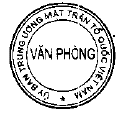 ỦY BAN TRUNG ƯƠNG MẶT TRẬN TỔ QUỐC VIỆT NAM
VĂN PHÒNG